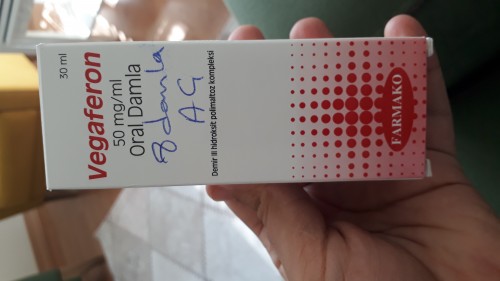 30 ml
Vegaferon
50 mg/ml
Oral Damla
8 damla
AG
Demir III hidroksit polimaltoz kompleksi
FARMAKO